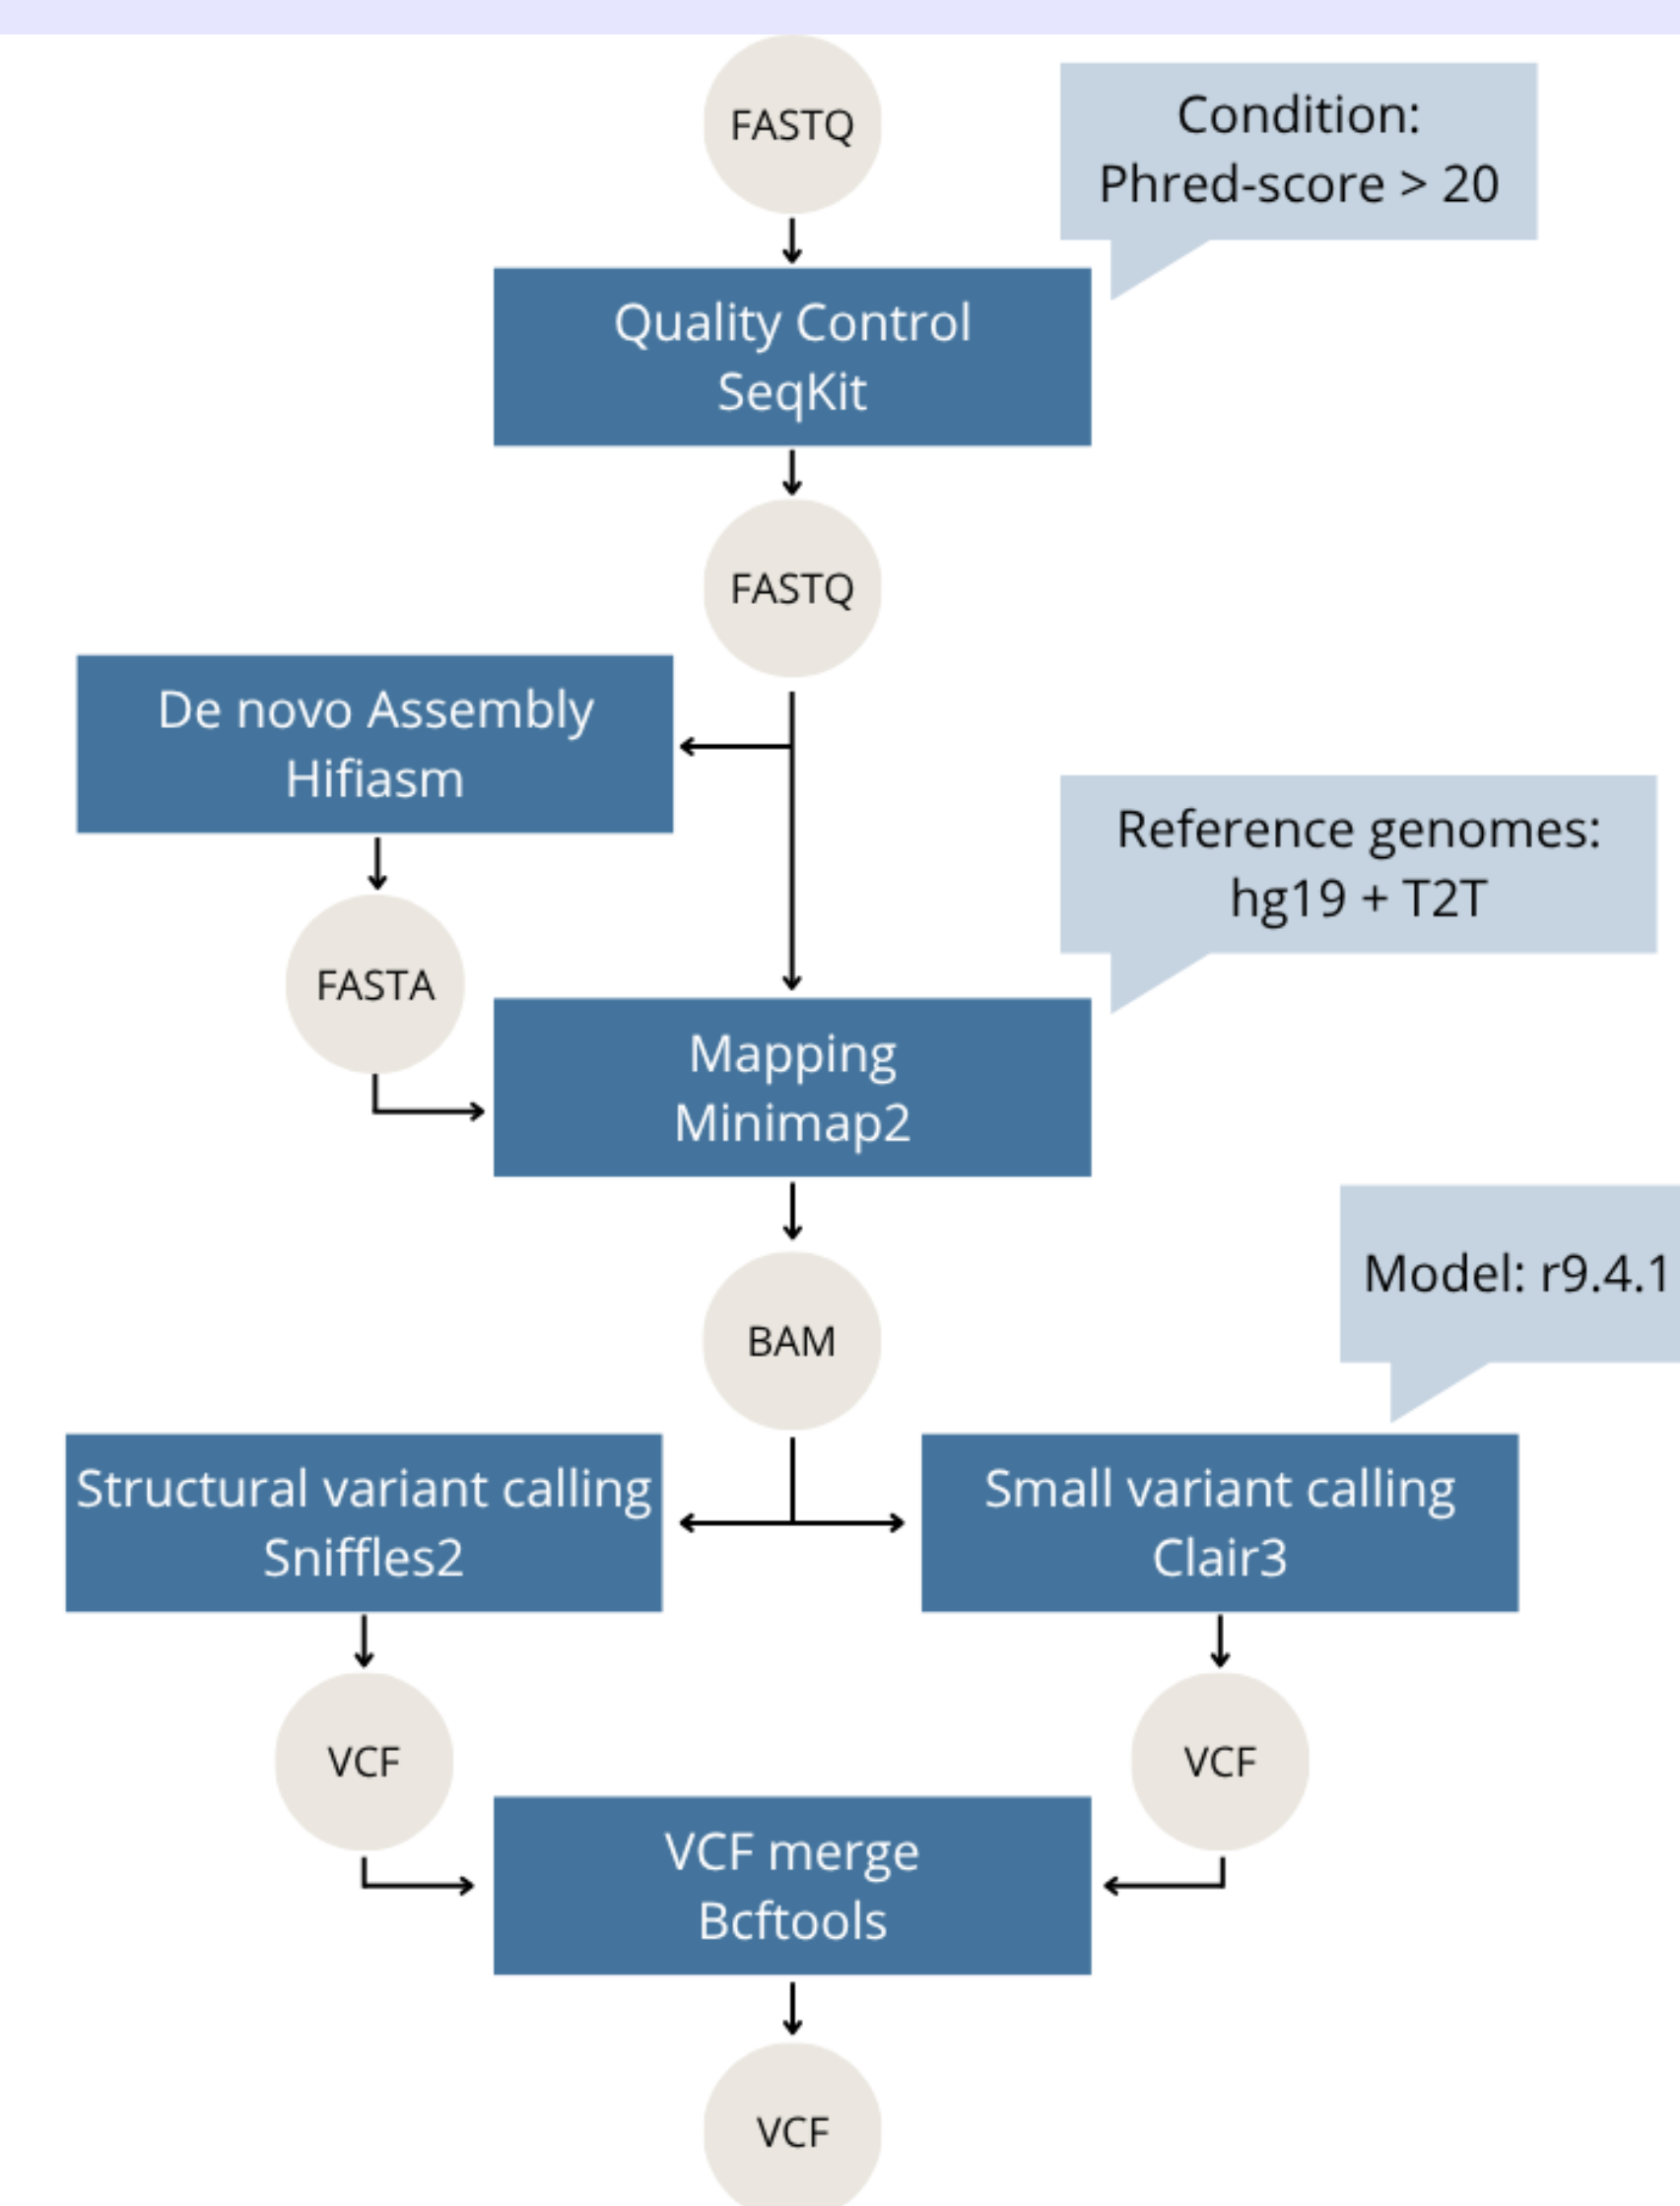 FASTQ
Condition:
Phred-score > 20
Quality Control
SeqKit
FASTQ
De novo Assembly
Hifiasm
Reference genomes:
hg19 + T2T
FASTA
Mapping
Minimap2
Model: r9.4.1
BAM
Structural variant calling
Sniffles2
Small variant calling
Clair3
VCF
VCF
VCF merge
Bcftools
VCF